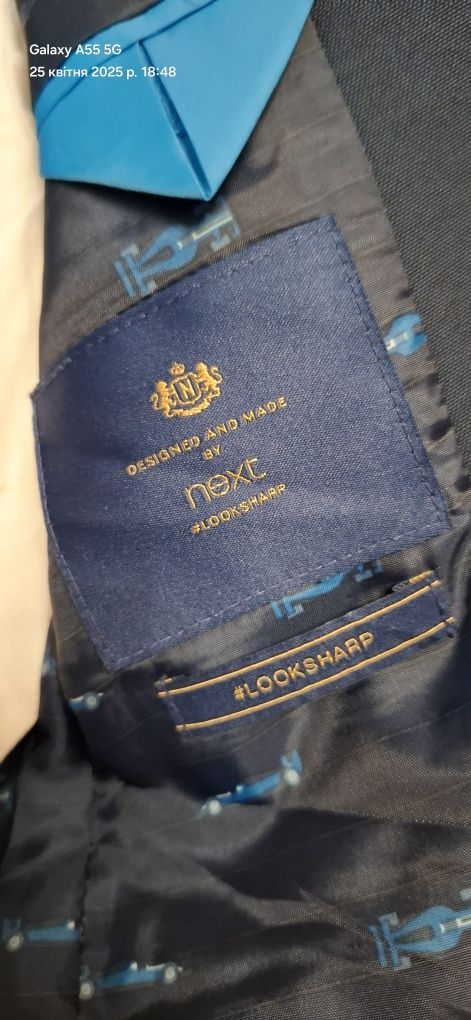 Galaxy A55 5G
25 квітня 2025 р. 18:48
N
DESIGNED AND MADE
BY
next
#LOOKSHARP
#LOOKSHARP